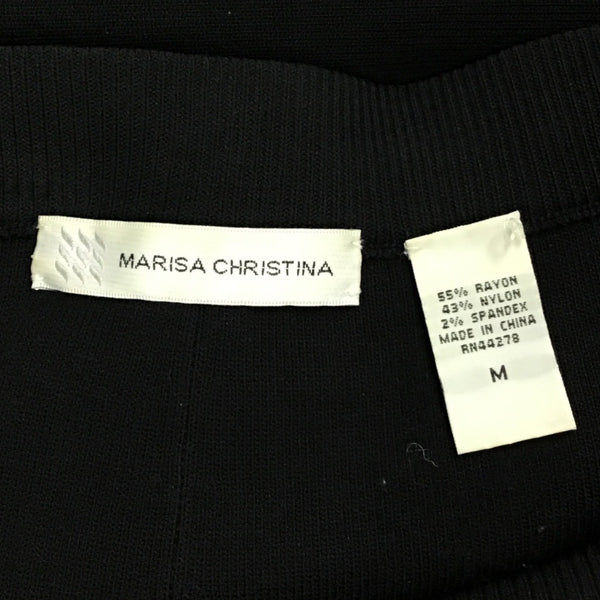 MARISA CHRISTINA
55% RAYON
43% NYLON
2% SPANDEX
MADE IN CHINA
RN44278
M